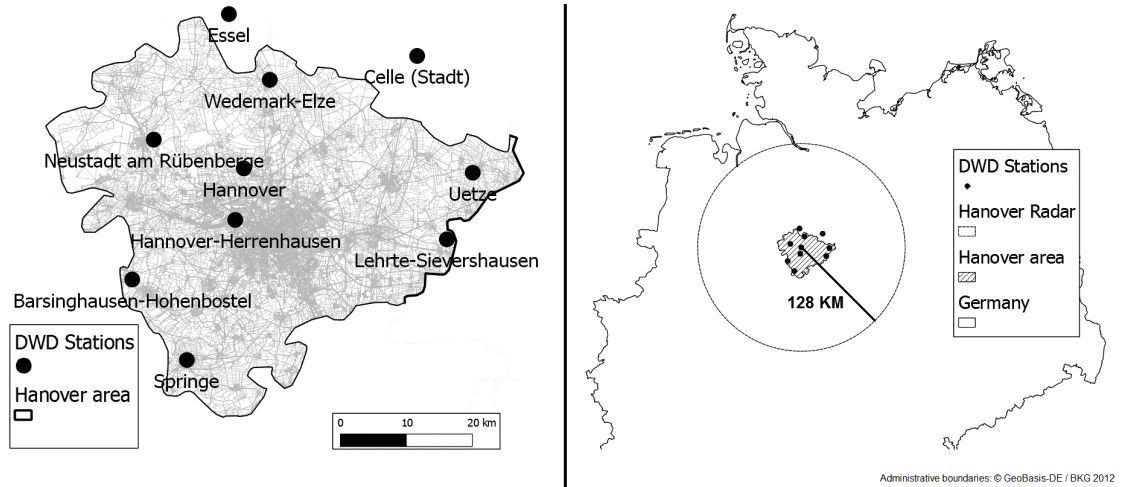 Essel
Celle (Stadt)
Wedemark-Elze
Neustadt am Rübenberge
Hannover
Uetze
Hannover-Herrenhausen
Lehrte-Sievershausen
Barsinghausen-Hohenbostel
Springe
DWD Stations
Hanover area
0 10 20 km
DWD Stations
Hanover Radar
Hanover area
Germany
128 KM
Administrative boundaries: © GeoBasis-DE / BKG 2012